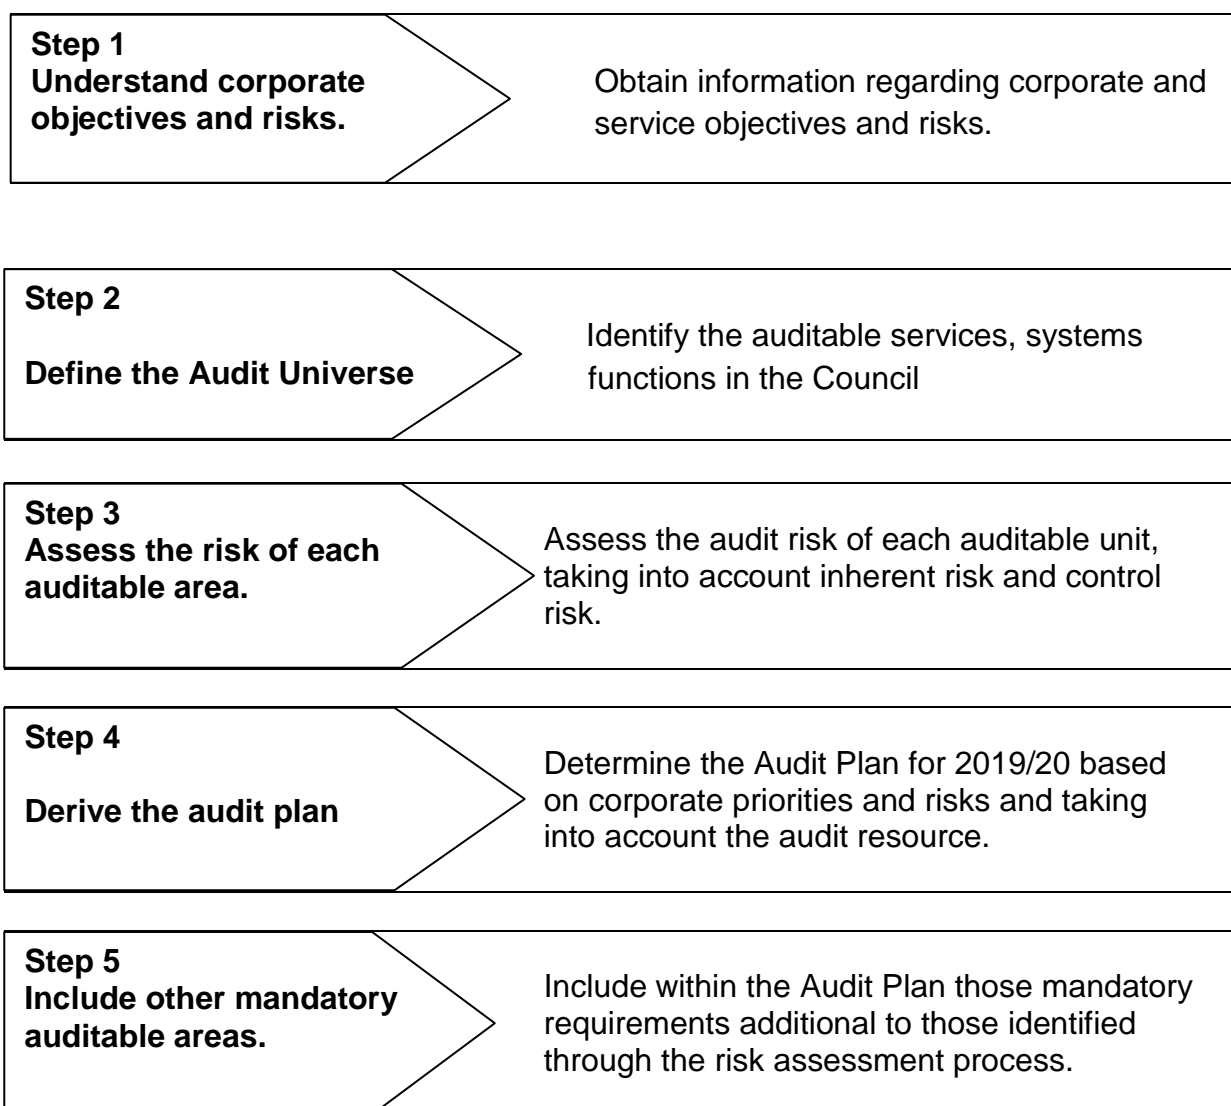 Step 1
Understand corporate
objectives and risks.
Obtain information regarding corporate and
service objectives and risks.
Step 2
Define the Audit Universe
Identify the auditable services, systems
functions in the Council
Step 3
Assess the risk of each
auditable area.
Assess the audit risk of each auditable unit,
taking into account inherent risk and control
risk.
Step 4
Derive the audit plan
Determine the Audit Plan for 2019/20 based
on corporate priorities and risks and taking
into account the audit resource.
Step 5
Include other mandatory
auditable areas.
Include within the Audit Plan those mandatory
requirements additional to those identified
through the risk assessment process.